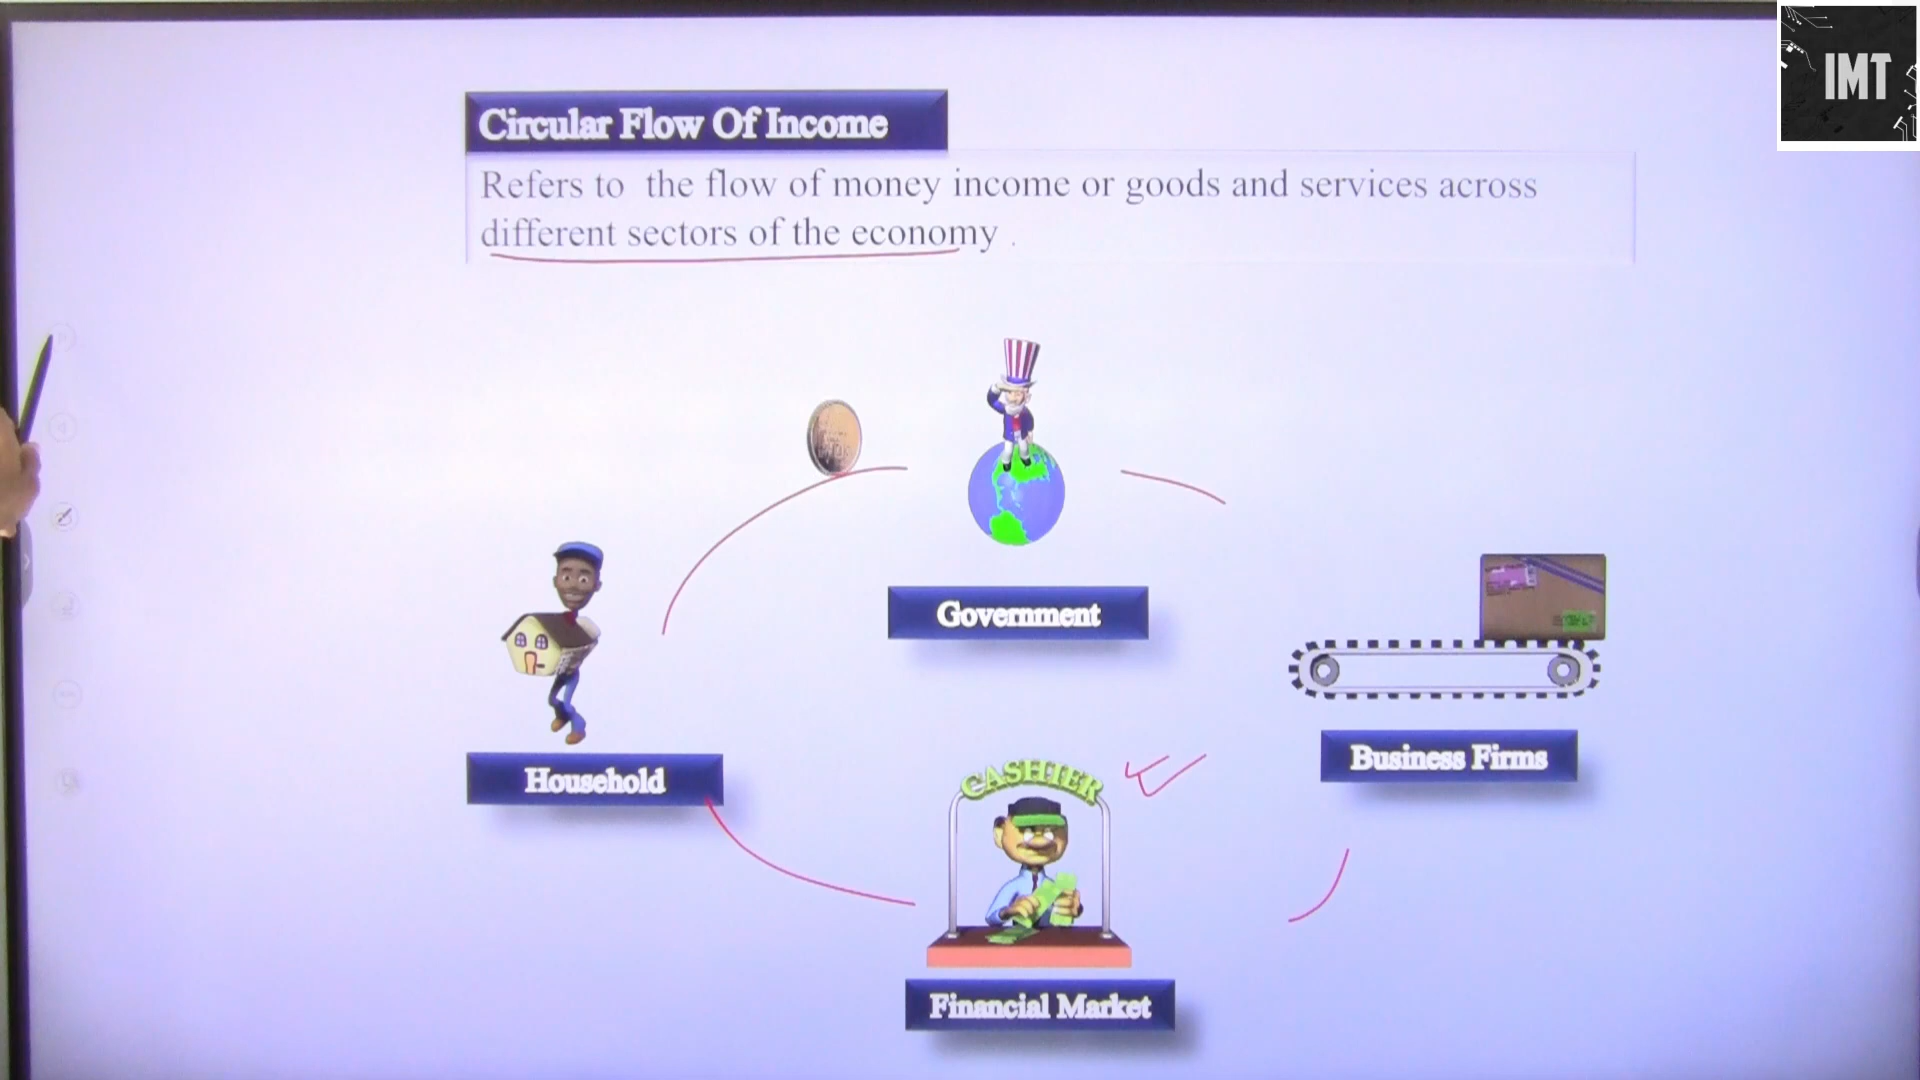 IMT
Circular Flow Of Income
Refers to the flow of money income or goods and services across
different sectors of the economy .
Government
Household
Business Firms
CASHIER
Financial Market